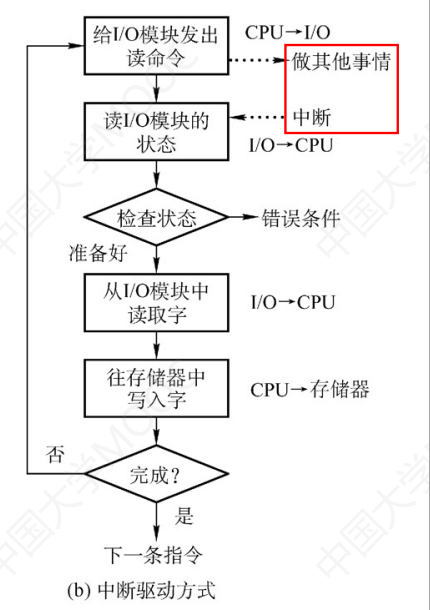 给I/O模块发出
读命令
CPU→I/O
做其他事情
读I/O模块的
状态
中断
I/O→CPU
检查状态
错误条件
准备好
从I/O模块中
读取字
I/O→CPU
往存储器中
写入字
CPU→存储器
否
完成？
是
下一条指令
(b) 中断驱动方式
中国大学MOOC